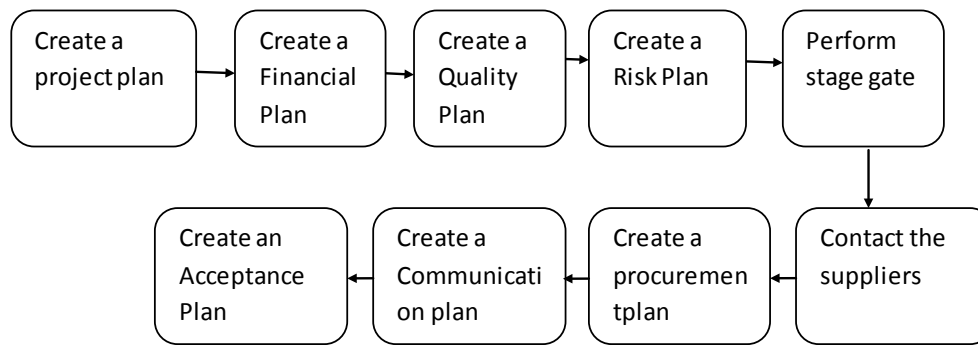 Create a
project plan
Create a
Financial
Plan
Create a
Quality
Plan
Create a
Risk Plan
Perform
stage gate
Contact the
suppliers
Create a
procuremen
tplan
Create a
Communicati
on plan
Create an
Acceptance
Plan